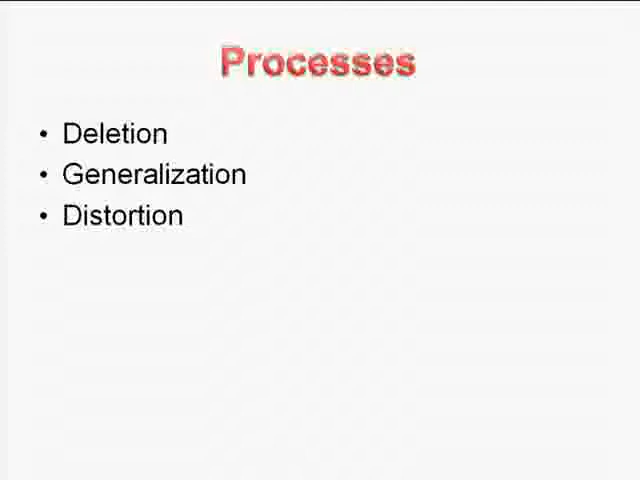 Processes
• Deletion
• Generalization
• Distortion